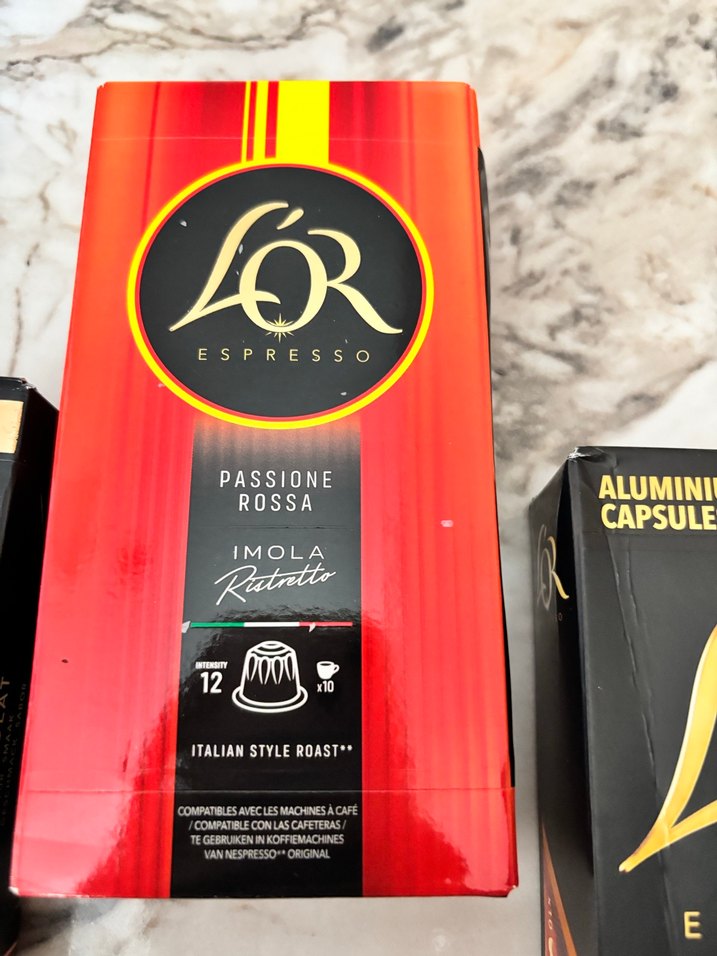 L'OR
ESPRESSO
PASSIONE
ROSSA
IMOLA
Ristretto
INTENSITY
12
x10
ITALIAN STYLE ROAST**
COMPATIBLES AVEC LES MACHINES À CAFÉ
/ COMPATIBLE CON LAS CAFETERAS /
TE GEBRUIKEN IN KOFFIEMACHINES
VAN NESPRESSO** ORIGINAL
ALUMINIU
CAPSULE
L'OR
E